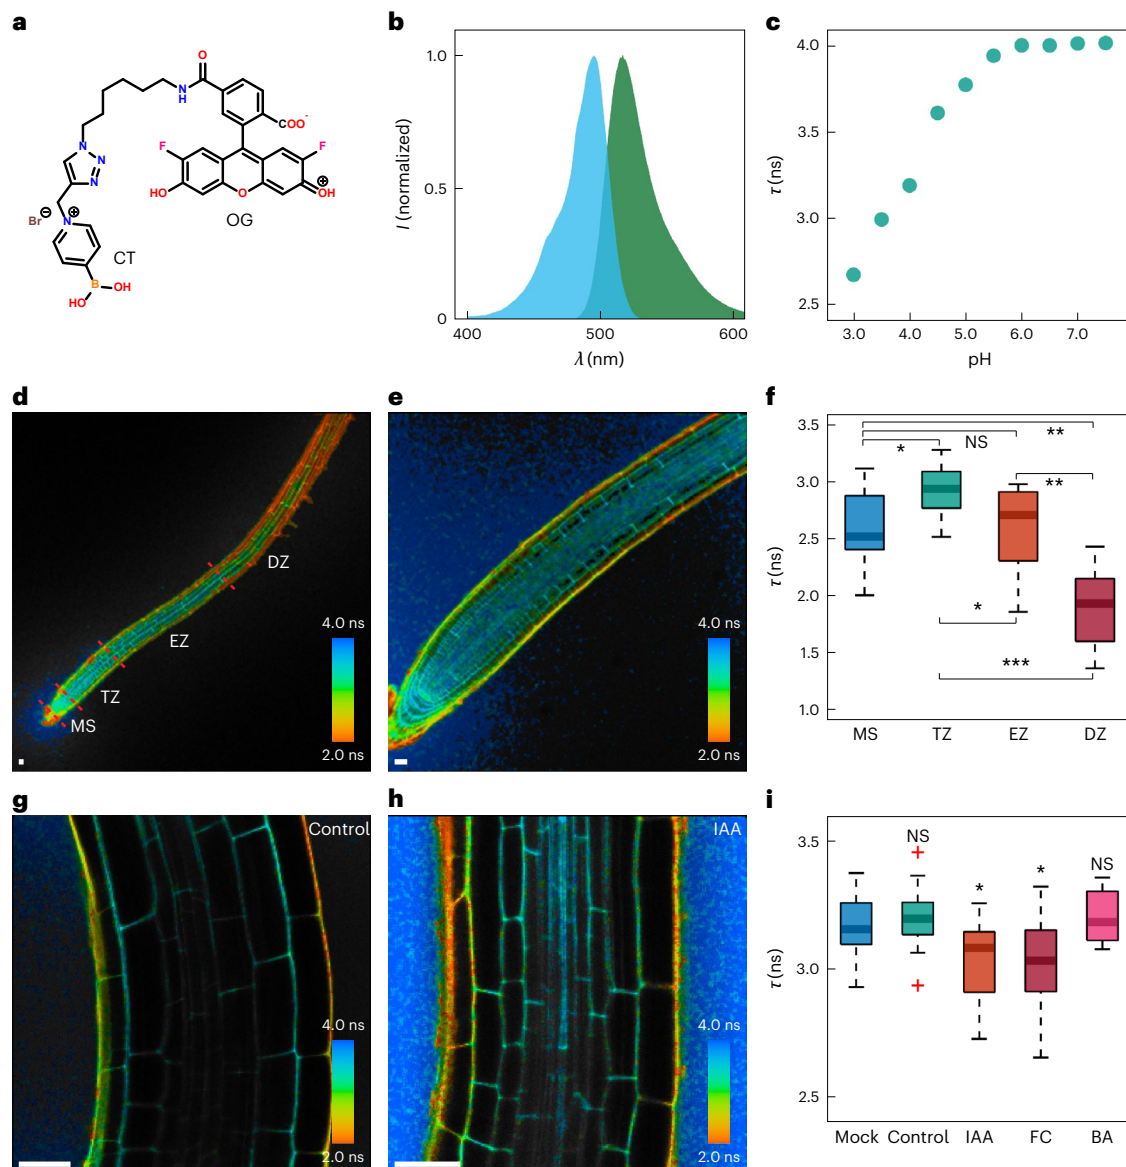 a
O
N
H
COO-
N
N
N
F
F
HO
O
OH
⊕
OG
Br⊖
N⊕
CT
B
OH
HO
b
I (normalized)
1.0
0.5
0
400
500
600
λ (nm)
c
τ (ns)
4.0
3.0
2.5
3.0
4.0
5.0
6.0
7.0
pH
d
DZ
EZ
TZ
MS
4.0 ns
2.0 ns
e
4.0 ns
2.0 ns
f
τ (ns)
3.5
3.0
2.5
2.0
1.5
1.0
**
NS
*
**
*
***
MS
TZ
EZ
DZ
g
Control
4.0 ns
2.0 ns
h
IAA
4.0 ns
2.0 ns
i
τ (ns)
3.5
3.0
2.5
NS
*
*
NS
Mock
Control
IAA
FC
BA